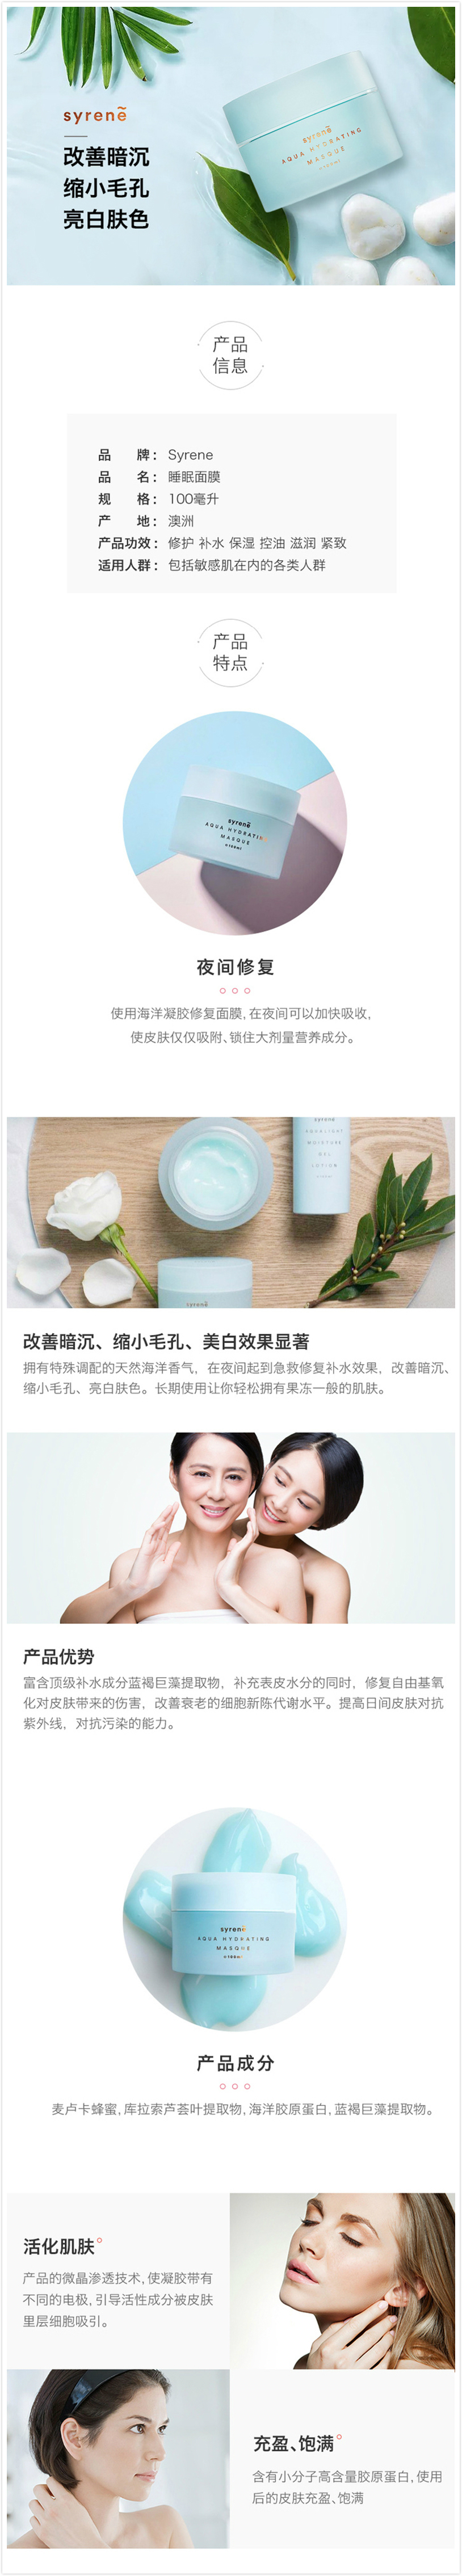 syrenẽ
改善暗沉
缩小毛孔
亮白肤色
syrenẽ
AQUA HYDRATING
MASQUE
℮100ml
产品
信息
品 牌： Syrene
品 名： 睡眠面膜
规 格： 100毫升
产 地： 澳洲
产品功效： 修护 补水 保湿 控油 滋润 紧致
适用人群： 包括敏感肌在内的各类人群
产品
特点
syrenẽ
AQUA HYDRATING
MASQUE
℮100ml
夜间修复
使用海洋凝胶修复面膜,在夜间可以加快吸收,
使皮肤仅仅吸附、锁住大剂量营养成分。
syrenẽ
AQUALIGHT
MOISTURE
GEL
LOTION
syrenẽ
改善暗沉、缩小毛孔、美白效果显著
拥有特殊调配的天然海洋香气，在夜间起到急救修复补水效果，改善暗沉、
缩小毛孔、亮白肤色。长期使用让你轻松拥有果冻一般的肌肤。
产品优势
富含顶级补水成分蓝褐巨藻提取物，补充表皮水分的同时，修复自由基氧
化对皮肤带来的伤害，改善衰老的细胞新陈代谢水平。提高日间皮肤对抗
紫外线，对抗污染的能力。
syrenẽ
AQUA HYDRATING
MASQUE
℮100ml
产品成分
麦卢卡蜂蜜,库拉索芦荟叶提取物,海洋胶原蛋白,蓝褐巨藻提取物。
活化肌肤
产品的微晶渗透技术,使凝胶带有
不同的电极,引导活性成分被皮肤
里层细胞吸引。
充盈、饱满
含有小分子高含量胶原蛋白,使用
后的皮肤充盈、饱满